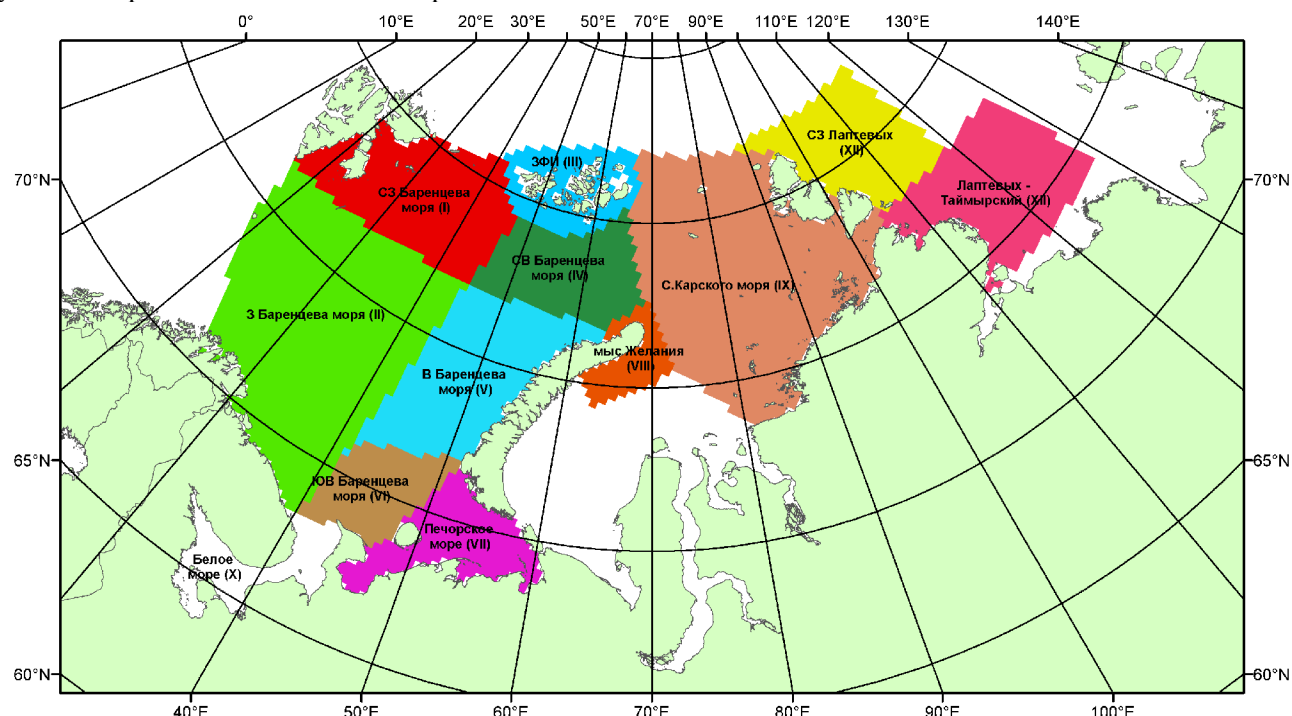 0° 10°E 20°E 30°E 50°E 70°E 90°E 110°E 120°E 130°E 140°E
СЗ Лаптевых
(XII)
ЗФИ (III)
70°N
70°N
СЗ Баренцева
моря (I)
Лаптевых -
Таймырский (XII)
СВ Баренцева
моря (IV)
С.Карского моря (IX)
З Баренцева моря (II)
мыс Желания
(VIII)
В Баренцева
моря (V)
65°N
65°N
ЮВ Баренцева
моря (VI)
Печорское
море (VII)
Белое
море (X)
60°N
60°N
40°E 50°E 60°E 70°E 80°E 90°E 100°E